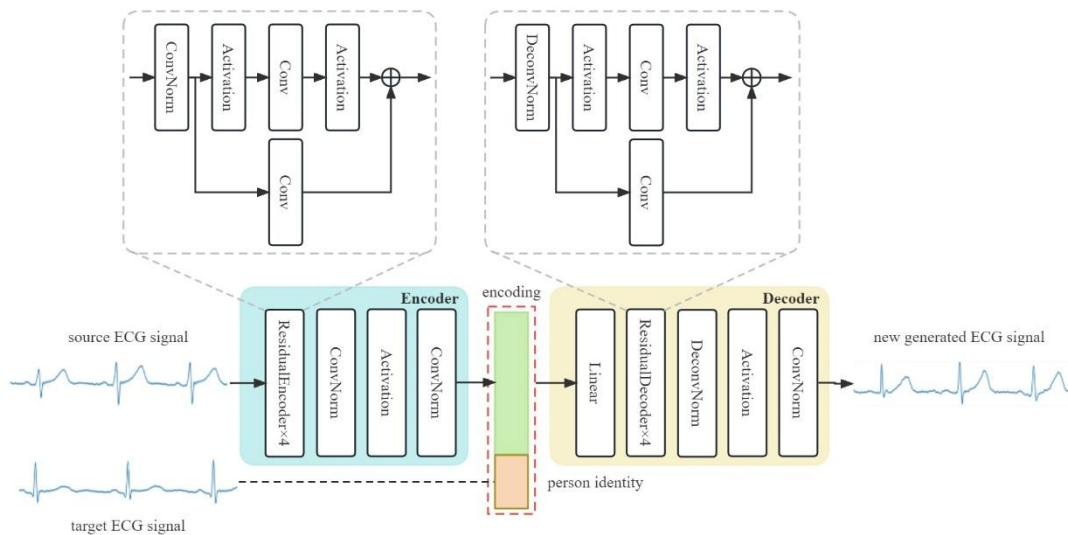 ConvNorm
Activation
Conv
Activation
Conv
DeconvNorm
Activation
Conv
Activation
Conv
Encoder
encoding
Decoder
source ECG signal
new generated ECG signal
ResidualEncoder×4
ConvNorm
Activation
ConvNorm
Linear
ResidualDecoder×4
DeconvNorm
Activation
ConvNorm
person identity
target ECG signal